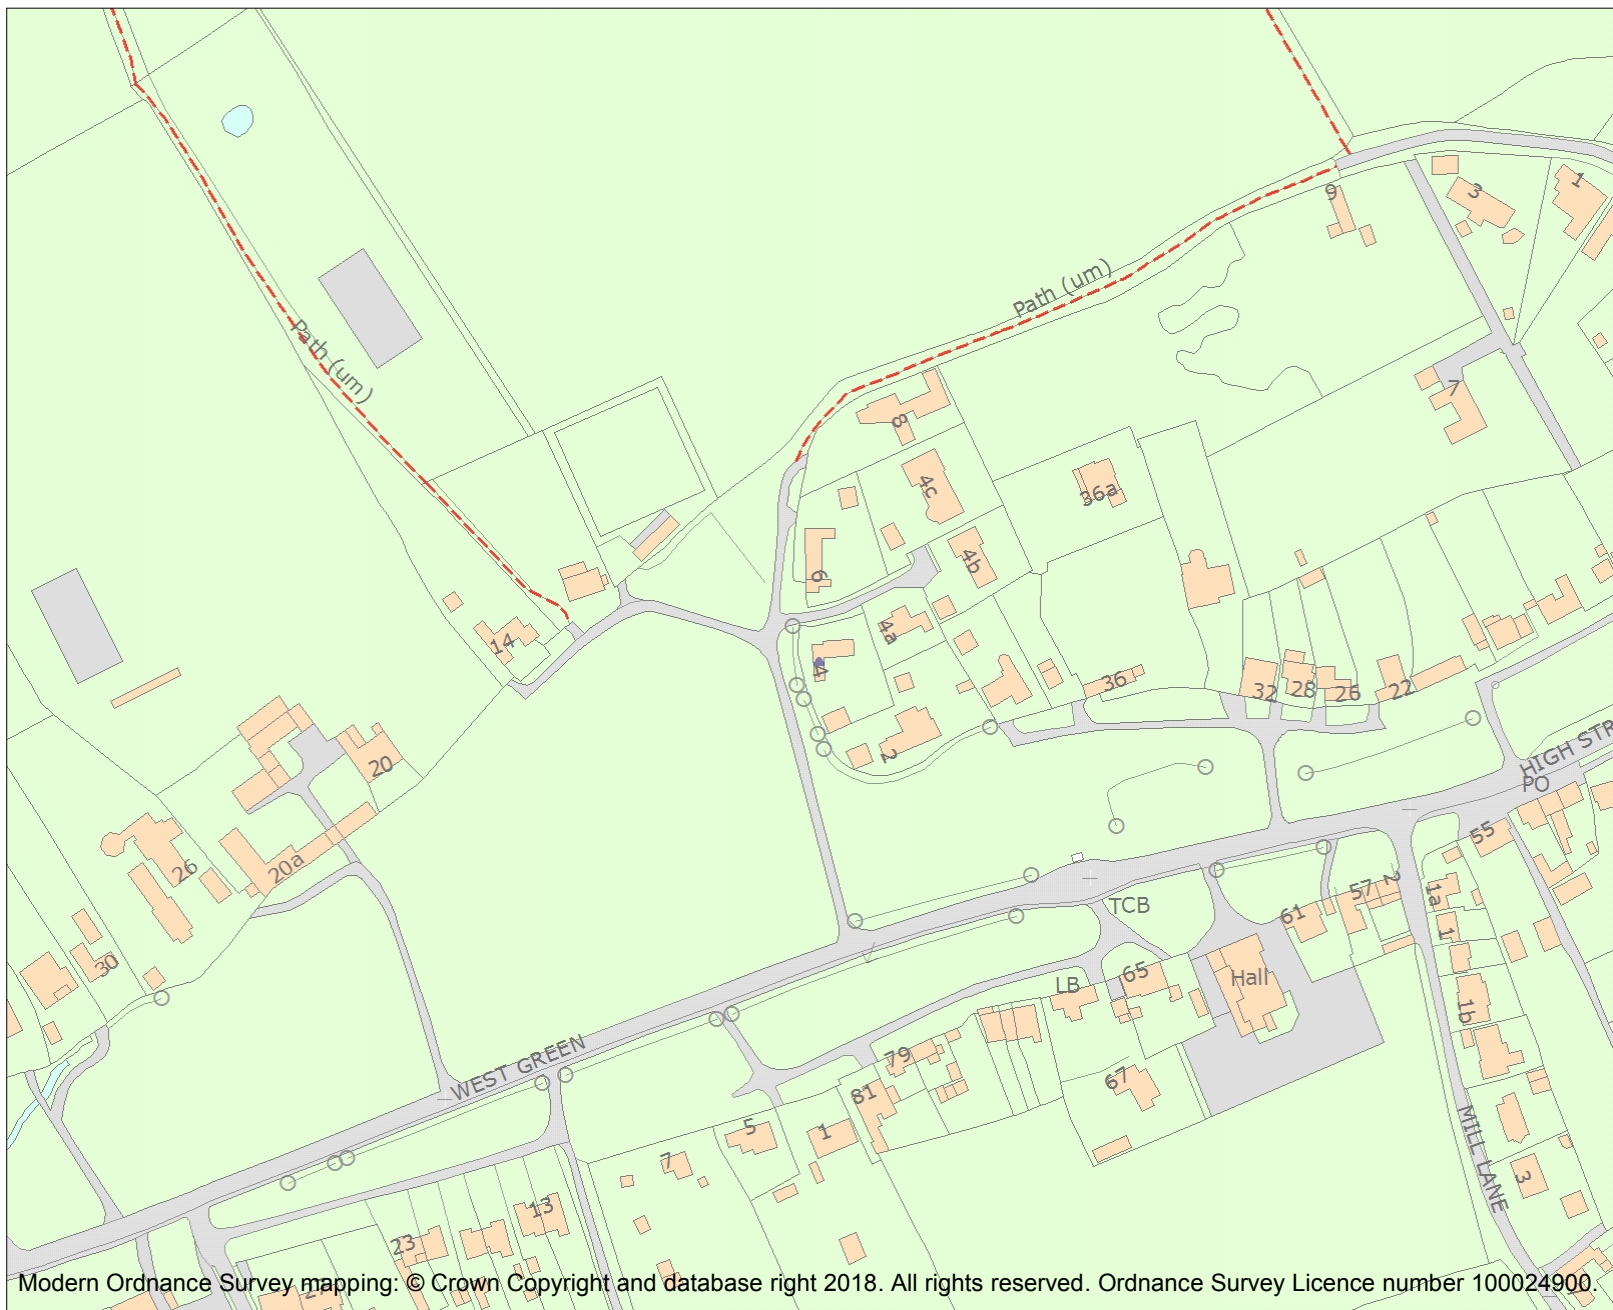 9
3
1
Path (um)
Path (um)
7
8
4c
36a
4b
6
4a
14
4
36
32
28
26
22
2
20
HIGH STR
PO
55
26
20a
57
2
1a
TCB
61
1
30
65
Hall
LB
1b
WEST GREEN
79
67
81
5
1
7
MILL LANE
3
13
23
Modern Ordnance Survey mapping: © Crown Copyright and database right 2018. All rights reserved. Ordnance Survey Licence number 100024900.